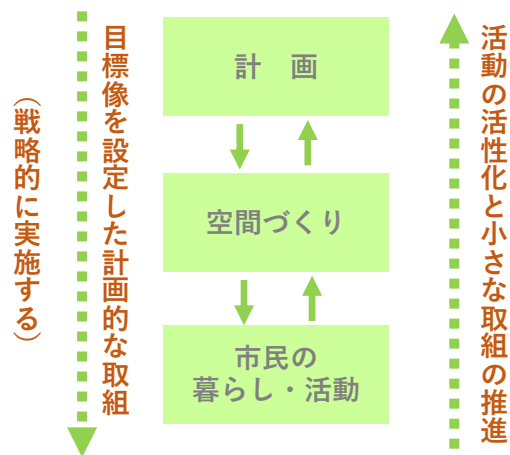 計　画
空間づくり
市民の
暮らし・活動
目標像を設定した計画的な取組
（戦略的に実施する）
活動の活性化と小さな取組の推進